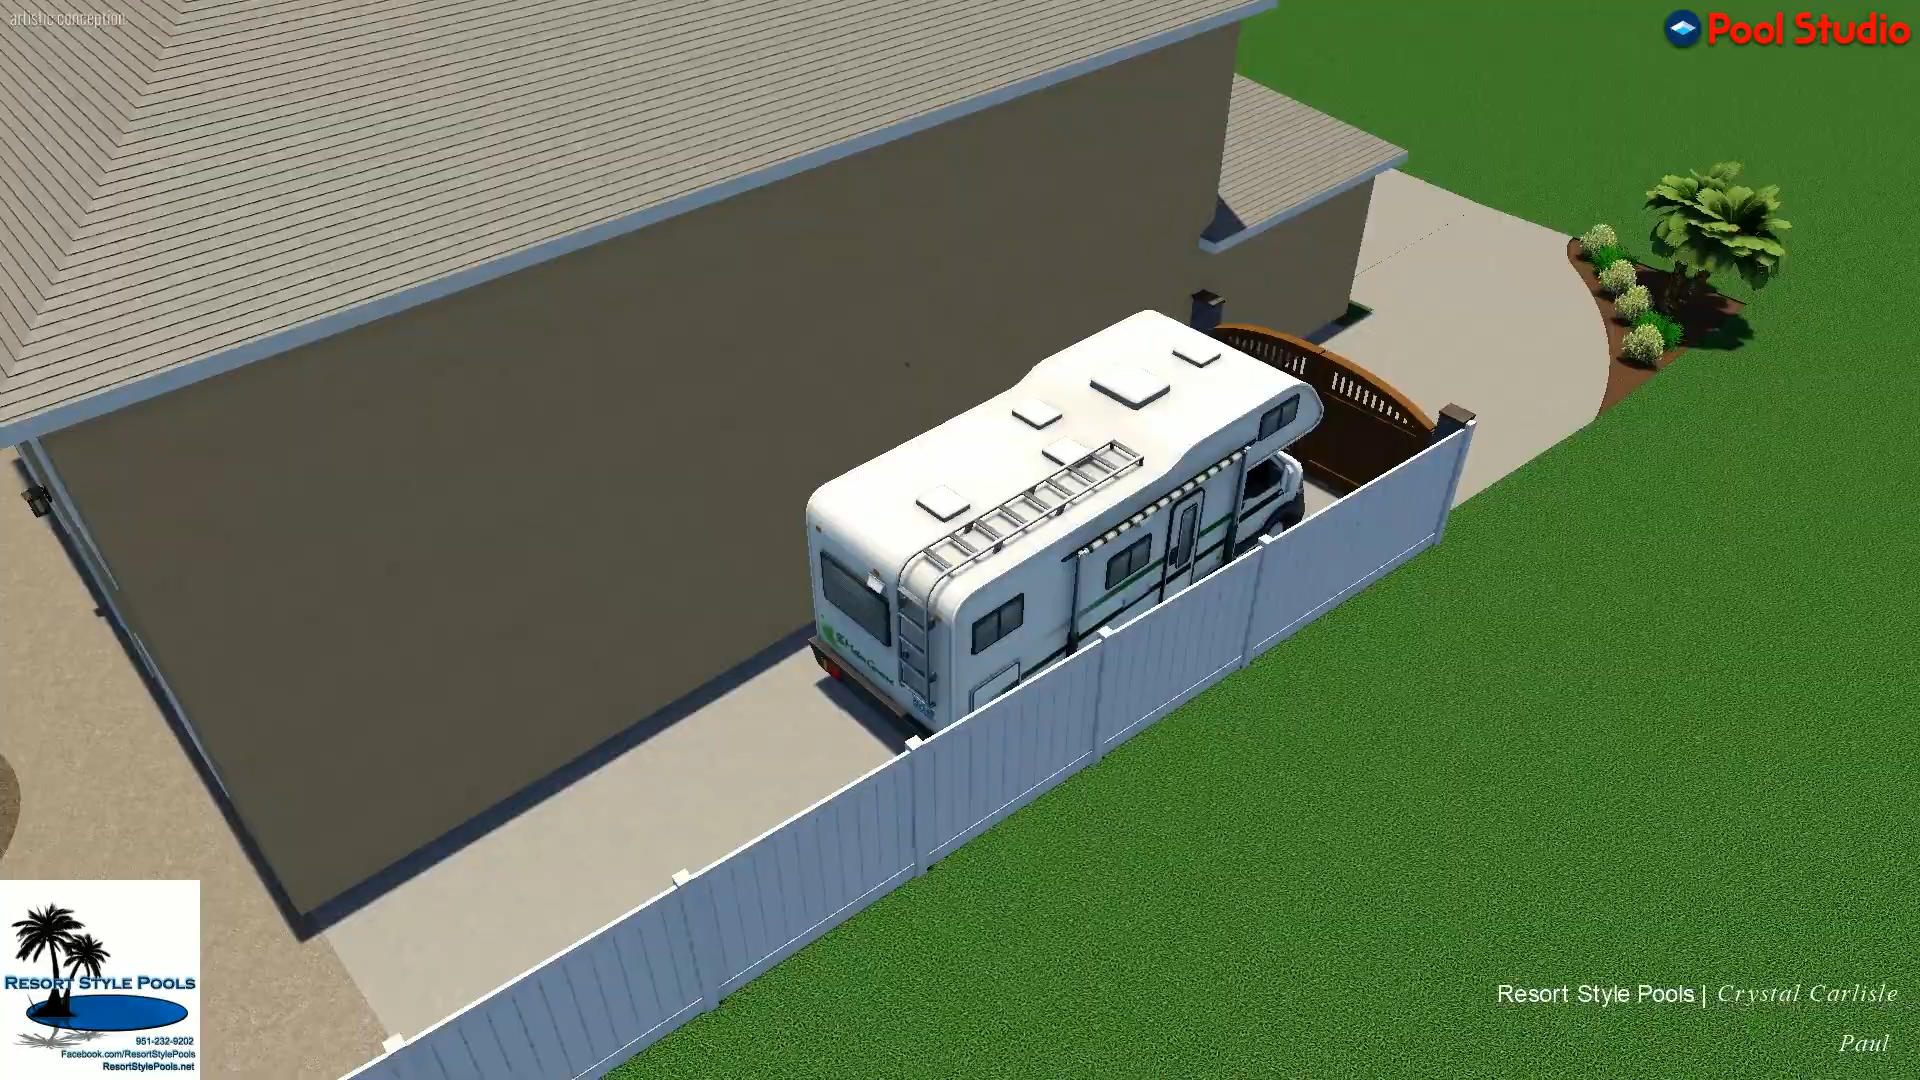 artistic conception
Pool Studio
RESORT STYLE POOLS
951-232-9202
Facebook.com/ResortStylePools
ResortStylePools.net
Resort Style Pools | Crystal Carlisle
Paul